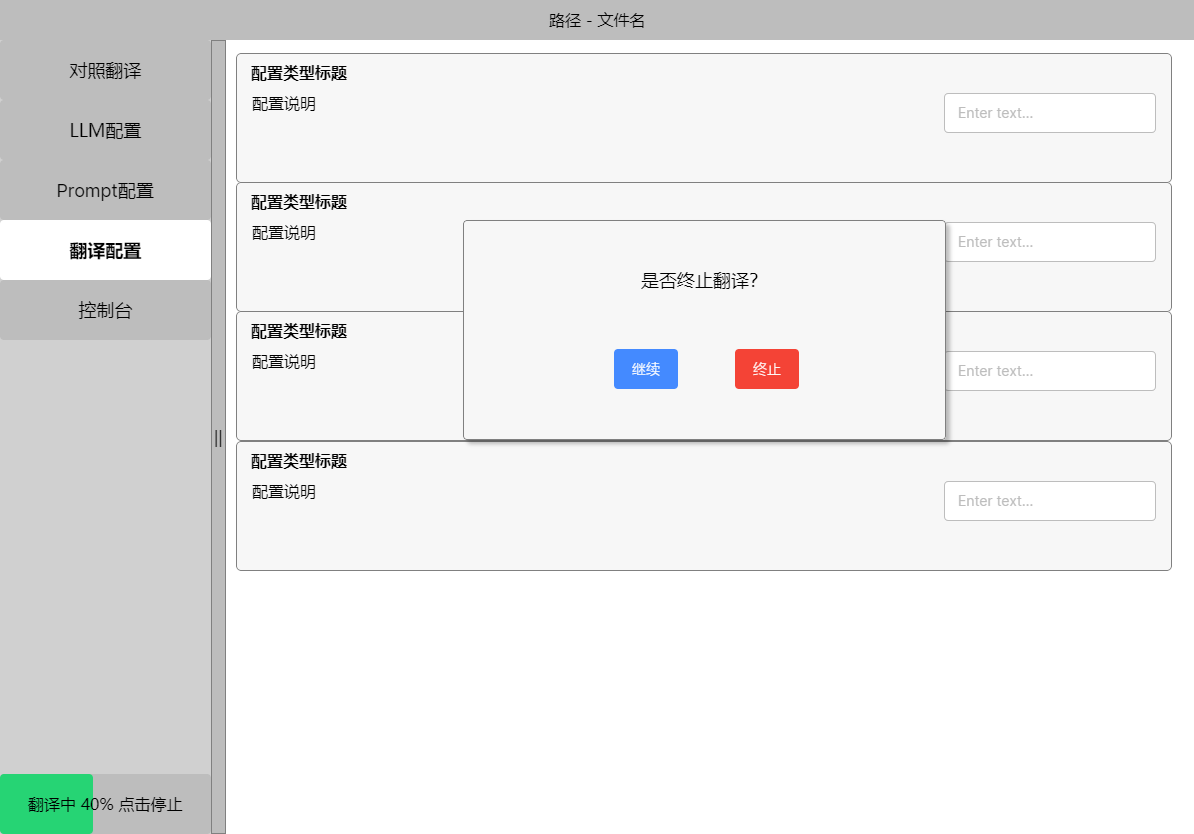 路径 - 文件名
对照翻译
LLM配置
Prompt配置
翻译配置
控制台
||
翻译中 40% 点击停止
配置类型标题
配置说明
Enter text...
配置类型标题
配置说明
Enter text...
配置类型标题
配置说明
Enter text...
配置类型标题
配置说明
Enter text...
是否终止翻译?
继续
终止